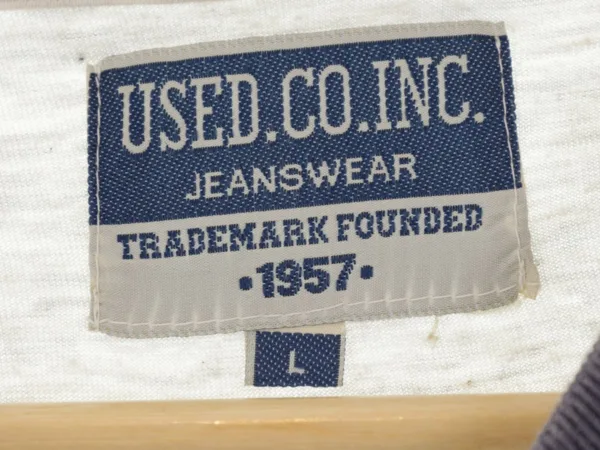 USED.CO.INC.
JEANSWEAR
TRADEMARK FOUNDED
•1957•
L